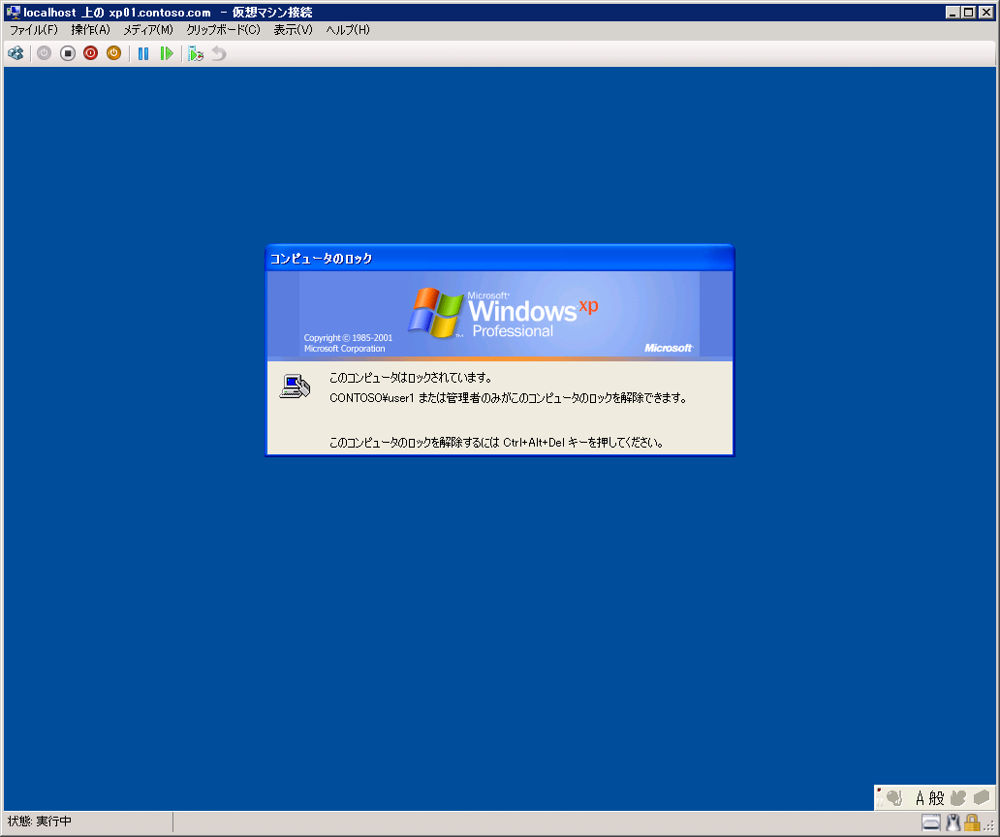 localhost 上の xp01.contoso.com - 仮想マシン接続
ファイル(F) 操作(A) メディア(M) クリップボード(C) 表示(V) ヘルプ(H)
コンピュータのロック
Microsoft®
Windows xp
Professional
Copyright © 1985-2001
Microsoft Corporation
Microsoft®
このコンピュータはロックされています。
CONTOSO¥user1 または管理者のみがこのコンピュータのロックを解除できます。
このコンピュータのロックを解除するには Ctrl+Alt+Del キーを押してください。
A 般
状態: 実行中